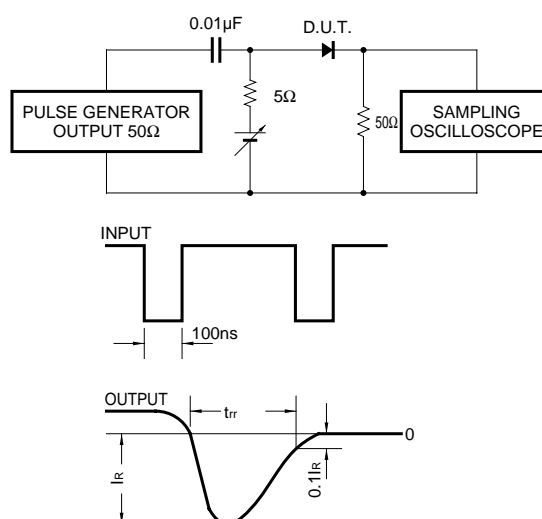 0.01μF
D.U.T.
5Ω
50Ω
PULSE GENERATOR
OUTPUT 50Ω
SAMPLING
OSCILLOSCOPE
INPUT
100ns
OUTPUT
trr
0
IR
0.1IR